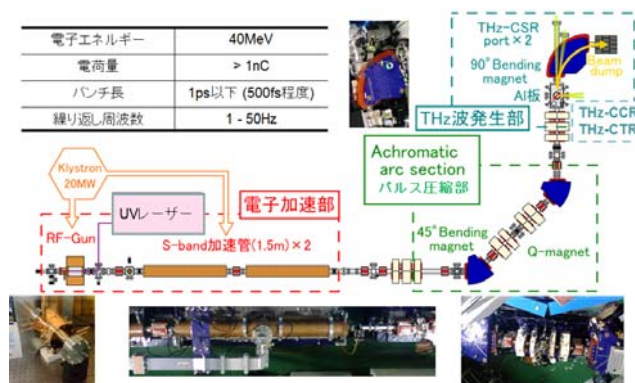 電子エネルギー 40MeV
電荷量 > 1nC
バンチ長 1ps以下 (500fs程度)
繰り返し周波数 1 - 50Hz
THz-CSR
port×2
90°Bending
magnet
Beam
dump
Al板
THz波発生部
THz-CCR
THz-CTR
Achromatic
arc section
パルス圧縮部
Klystron
20MW
UVレーザー
電子加速部
RF-Gun
S-band加速管(1.5m)×2
45°Bending
magnet
Q-magnet